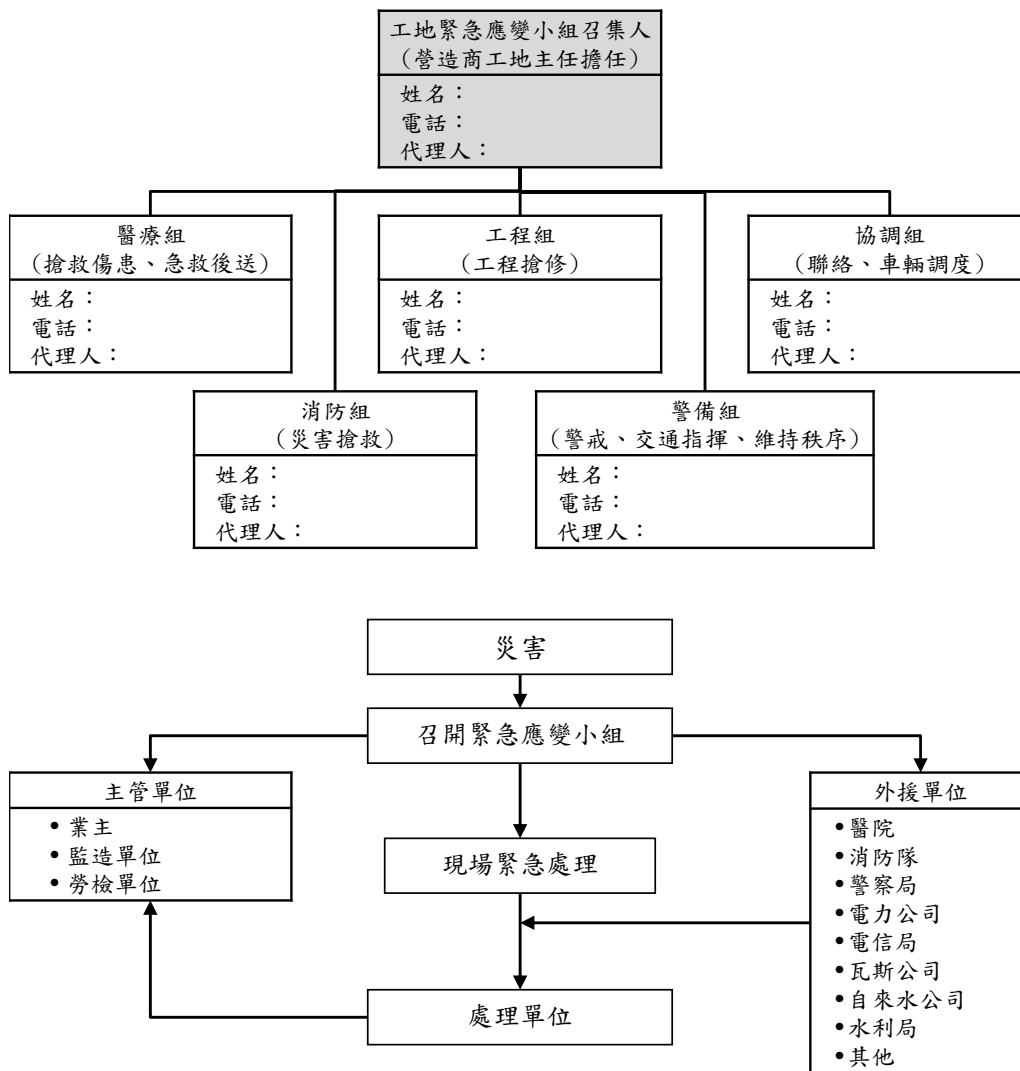 工地緊急應變小組召集人
（營造商工地主任擔任）
姓名：
電話：
代理人：
醫療組
（搶救傷患、急救後送）
姓名：
電話：
代理人：
工程組
（工程搶修）
姓名：
電話：
代理人：
協調組
（聯絡、車輛調度）
姓名：
電話：
代理人：
消防組
（災害搶救）
姓名：
電話：
代理人：
警備組
（警戒、交通指揮、維持秩序）
姓名：
電話：
代理人：
災害
召開緊急應變小組
主管單位
•業主
•監造單位
•勞檢單位
現場緊急處理
處理單位
外援單位
•醫院
•消防隊
•警察局
•電力公司
•電信局
•瓦斯公司
•自來水公司
•水利局
•其他